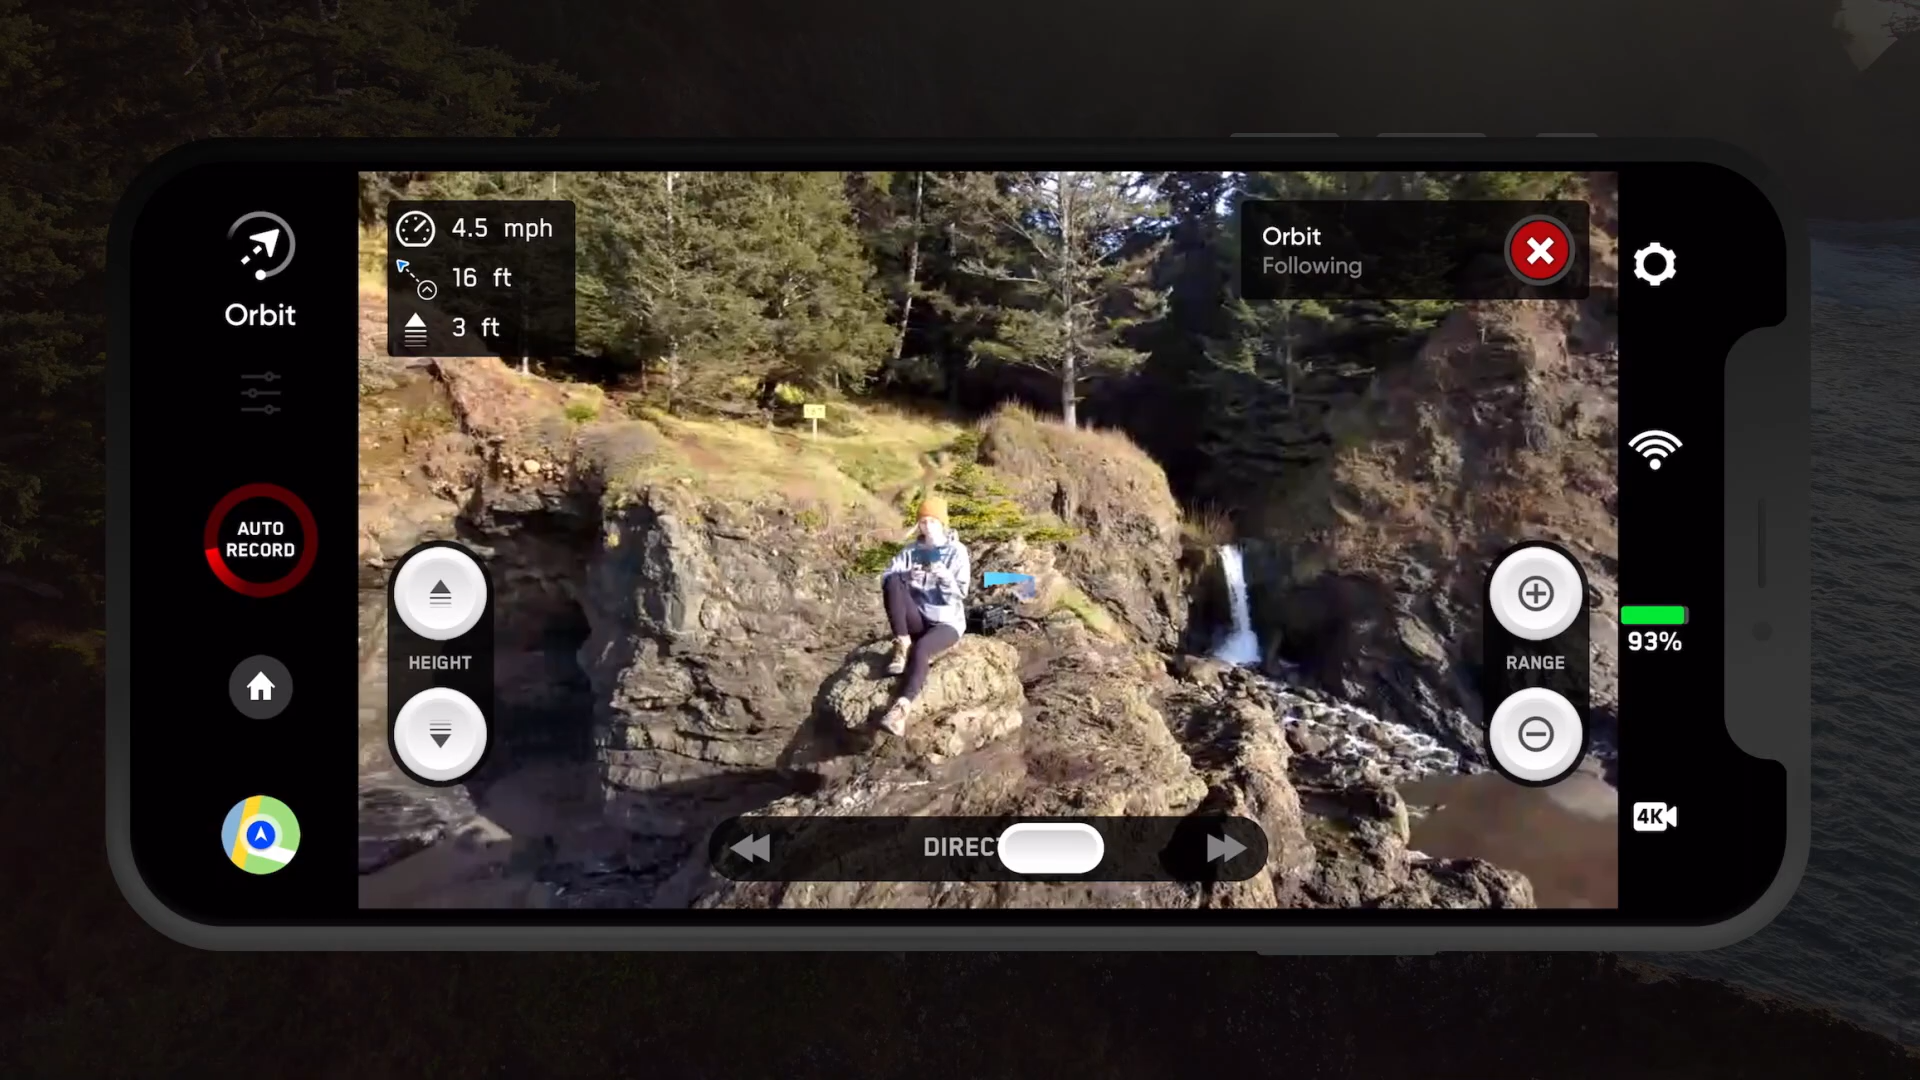 Orbit
AUTO
RECORD
4.5 mph
16 ft
3 ft
HEIGHT
DIREC
Orbit
Following
RANGE
93%
4K